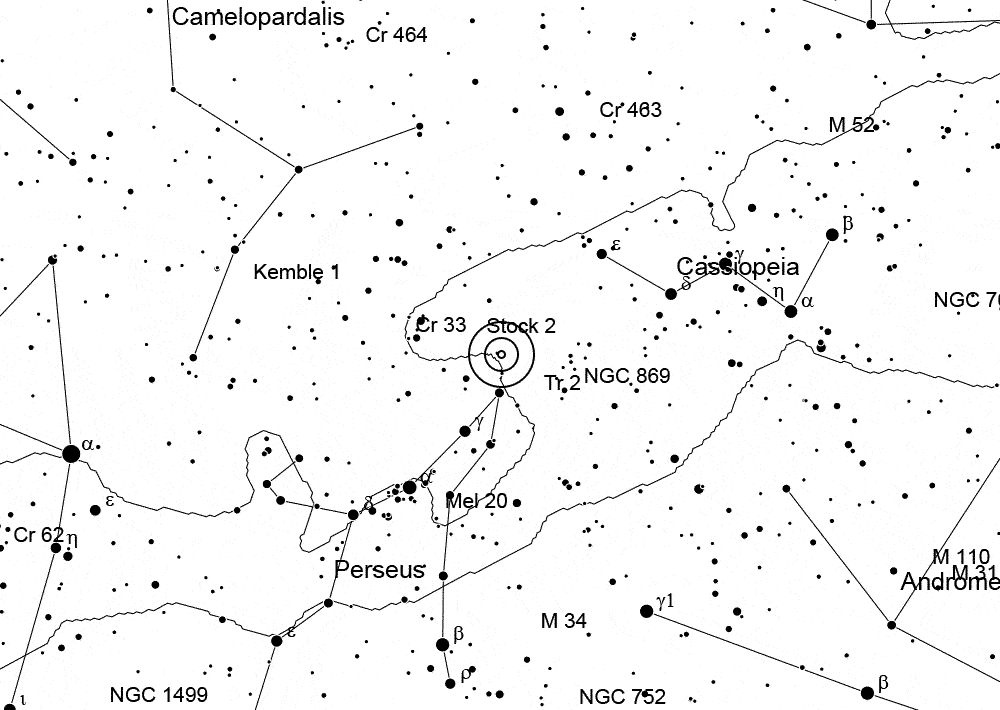 Camelopardalis
Cr 464
Cr 463
M 52
β
ε
γ
Cassiopeia
Kemble 1
δ
η
α
NGC 70
Cr 33
Stock 2
Tr 2
NGC 869
γ
α
α
ε
δ
Mel 20
Cr 62
η
Perseus
M 110
M 31
Androme
γ1
M 34
ε
β
ρ
β
ι
NGC 1499
NGC 752